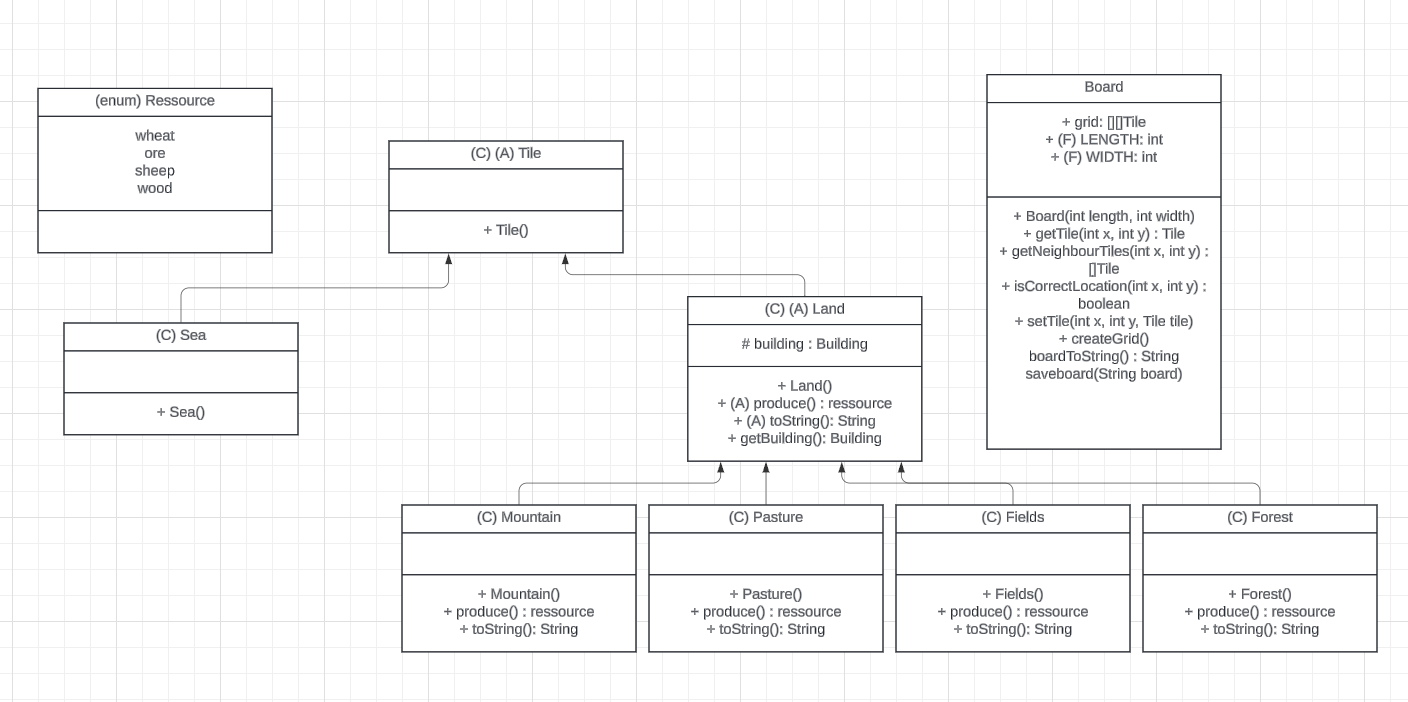 (enum) Ressource
wheat
ore
sheep
wood
(C) (A) Tile
+ Tile()
Board
+ grid: [][]Tile
+ (F) LENGTH: int
+ (F) WIDTH: int
+ Board(int length, int width)
+ getTile(int x, int y) : Tile
+ getNeighbourTiles(int x, int y) :
[]Tile
+ isCorrectLocation(int x, int y) :
boolean
+ setTile(int x, int y, Tile tile)
+ createGrid()
boardToString() : String
saveboard(String board)
(C) Sea
+ Sea()
(C) (A) Land
# building : Building
+ Land()
+ (A) produce() : ressource
+ (A) toString(): String
+ getBuilding(): Building
(C) Mountain
+ Mountain()
+ produce() : ressource
+ toString(): String
(C) Pasture
+ Pasture()
+ produce() : ressource
+ toString(): String
(C) Fields
+ Fields()
+ produce() : ressource
+ toString(): String
(C) Forest
+ Forest()
+ produce() : ressource
+ toString(): String